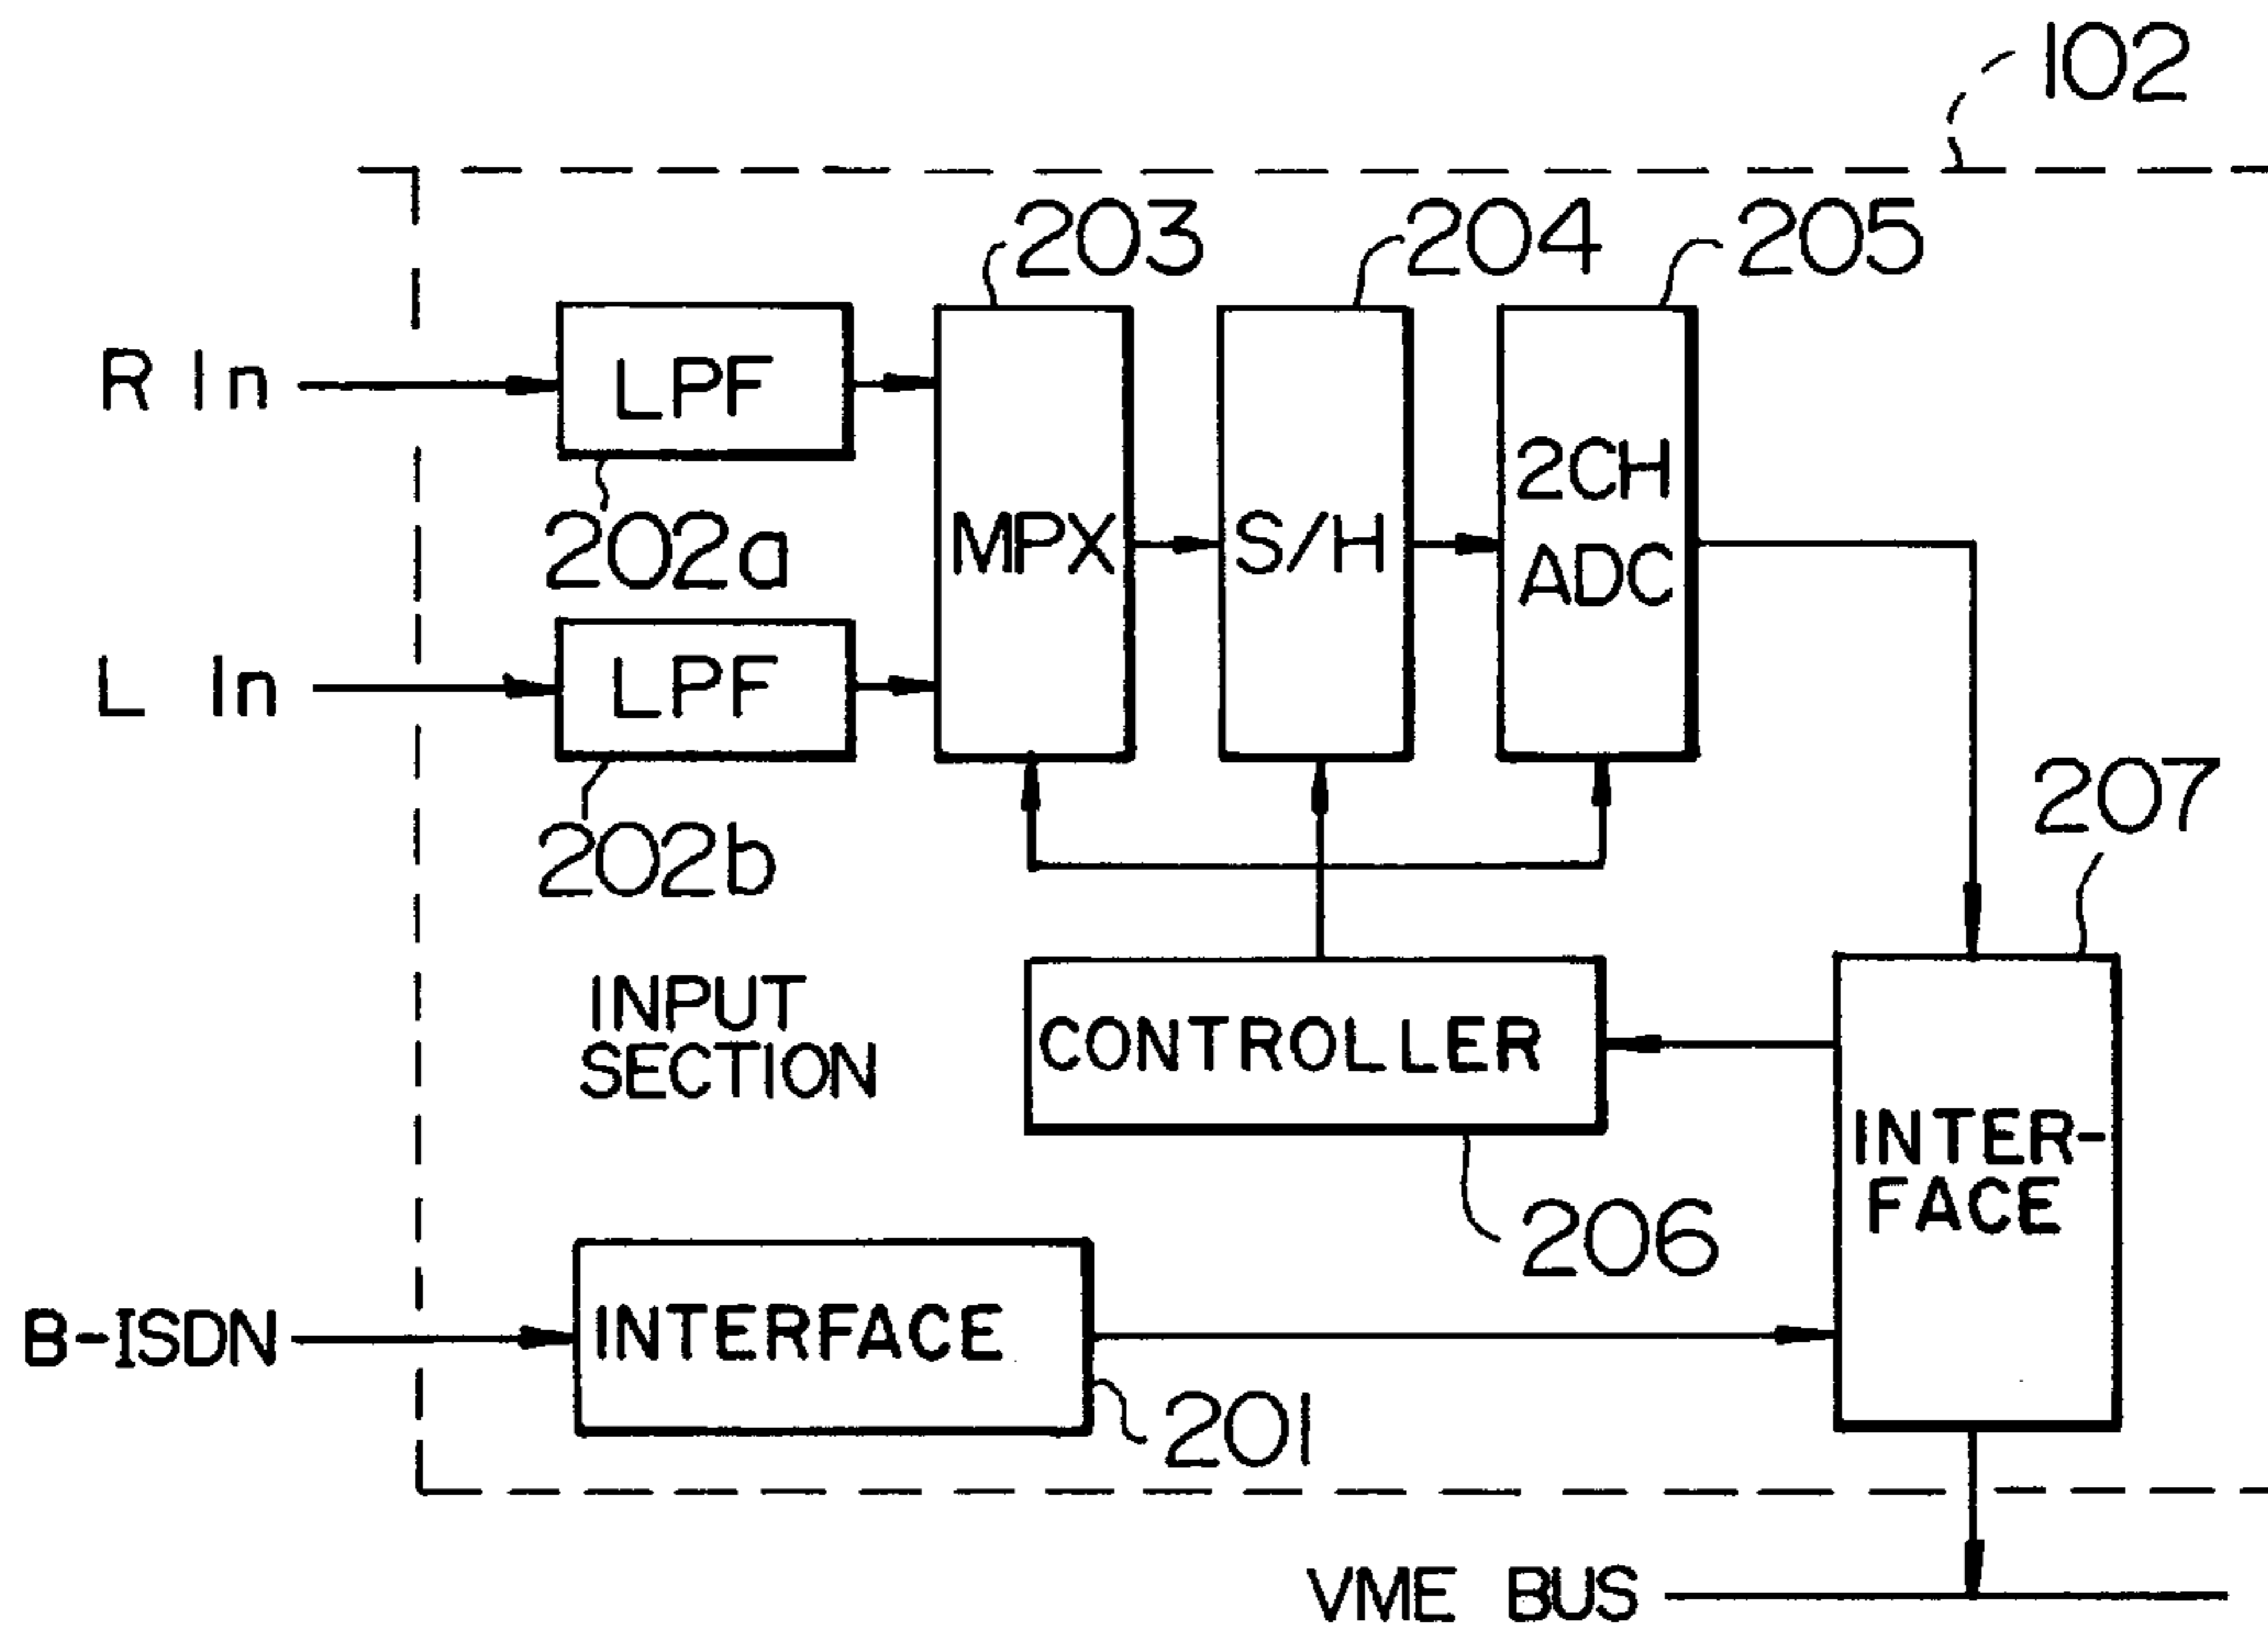 102
203
204
205
R In
LPF
2CH
MPX
S/H
ADC
202a
L In
LPF
207
202b
INPUT
SECTION
CONTROLLER
INTER-
FACE
206
B-ISDN
INTERFACE
201
VME BUS